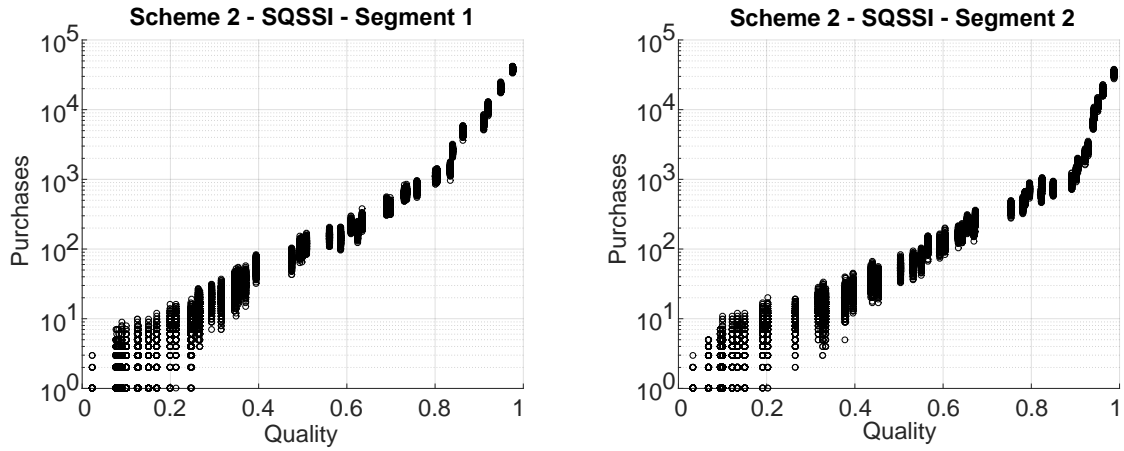 Scheme 2 - SQSSI - Segment 1
10^5
10^4
10^3
10^2
10^1
10^0
Purchases
0 0.2 0.4 0.6 0.8 1
Quality
Scheme 2 - SQSSI - Segment 2
10^5
10^4
10^3
10^2
10^1
10^0
Purchases
0 0.2 0.4 0.6 0.8 1
Quality